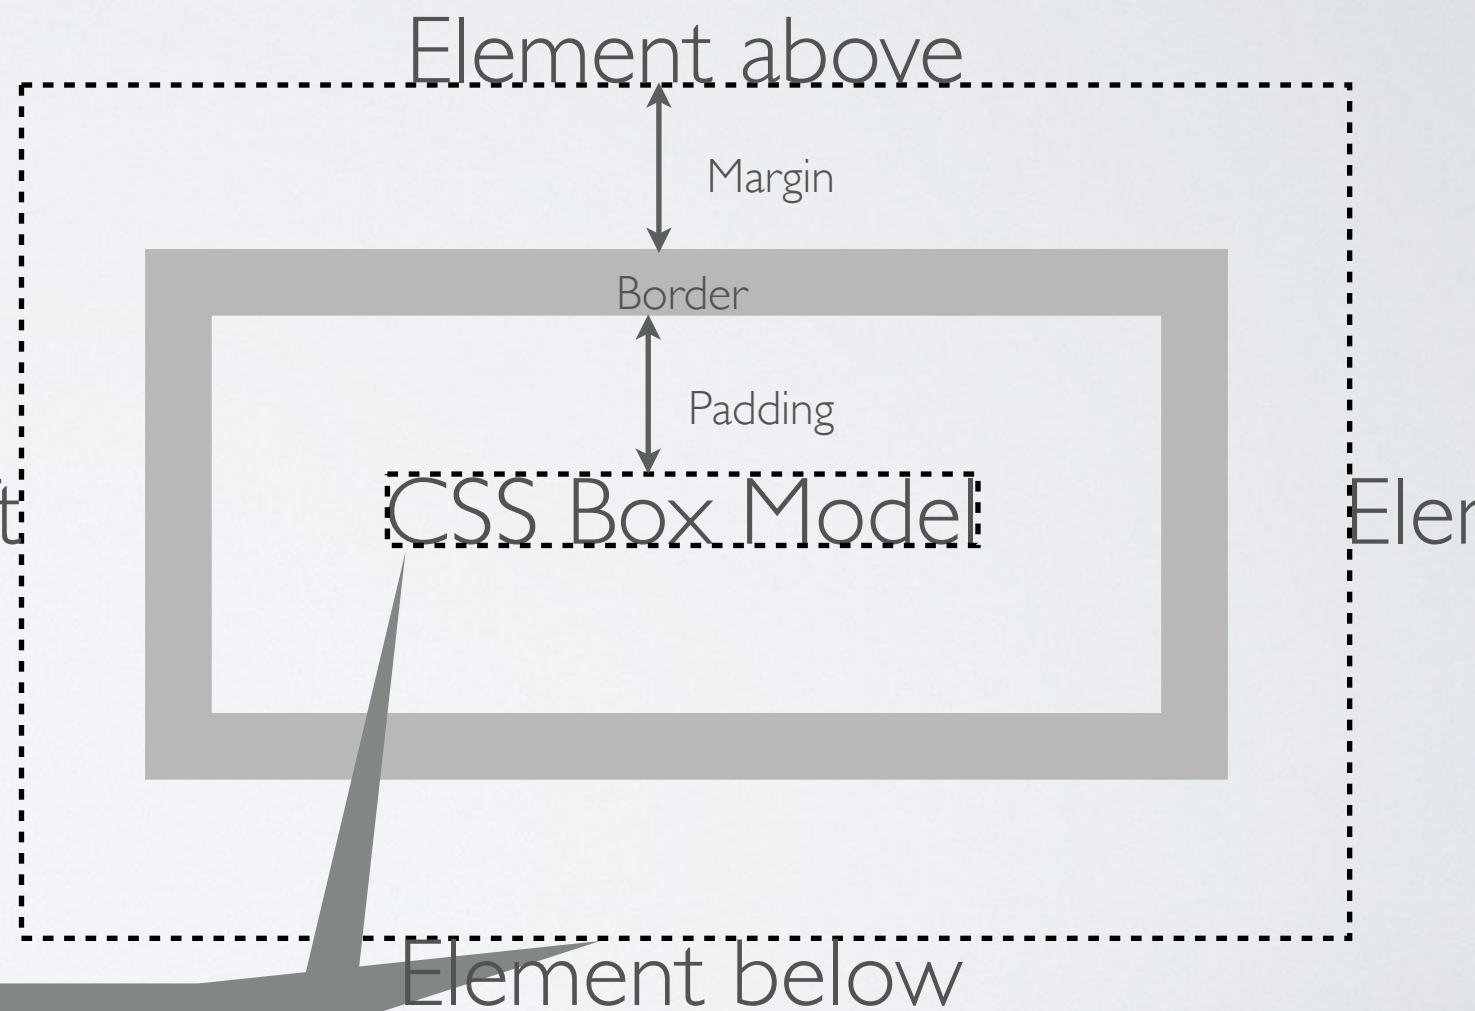 Element above
Margin
Border
Padding
CSS Box Model
Element below